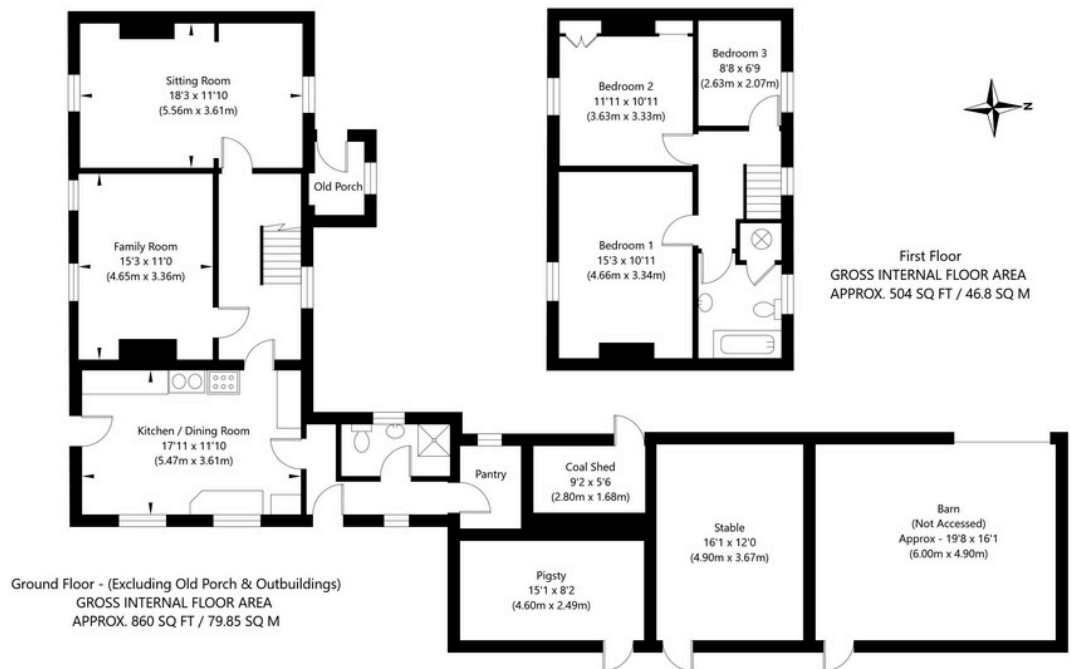 Sitting Room
18'3 x 11'10
(5.56m x 3.61m)
Old Porch
Family Room
15'3 x 11'0
(4.65m x 3.36m)
Kitchen / Dining Room
17'11 x 11'10
(5.47m x 3.61m)
Pantry
Coal Shed
9'2 x 5'6
(2.80m x 1.68m)
Pigsty
15'1 x 8'2
(4.60m x 2.49m)
Stable
16'1 x 12'0
(4.90m x 3.67m)
Barn
(Not Accessed)
Approx - 19'8 x 16'1
(6.00m x 4.90m)
Ground Floor - (Excluding Old Porch & Outbuildings)
GROSS INTERNAL FLOOR AREA
APPROX. 860 SQ FT / 79.85 SQ M
Bedroom 2
11'11 x 10'11
(3.63m x 3.33m)
Bedroom 3
8'8 x 6'9
(2.63m x 2.07m)
Bedroom 1
15'3 x 10'11
(4.66m x 3.34m)
N
First Floor
GROSS INTERNAL FLOOR AREA
APPROX. 504 SQ FT / 46.8 SQ M